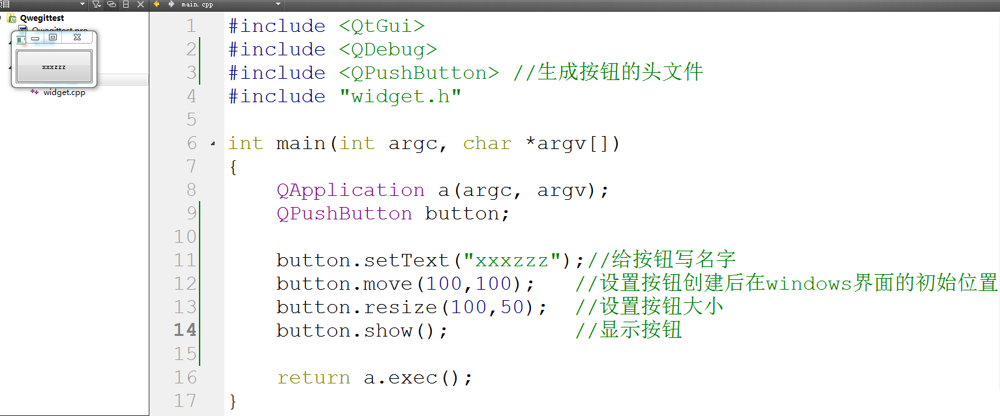 项目
main.cpp
Qwegittest
Qwegittest.pro
xxxzzz
widget.cpp
1 #include <QtGui>
2 #include <QDebug>
3 #include <QPushButton> //生成按钮的头文件
4 #include "widget.h"
5
6 int main(int argc, char *argv[])
7 {
8 QApplication a(argc, argv);
9 QPushButton button;
10
11 button.setText("xxxzzz");//给按钮写名字
12 button.move(100,100); //设置按钮创建后在windows界面的初始位置
13 button.resize(100,50); //设置按钮大小
14 button.show(); //显示按钮
15
16 return a.exec();
17 }